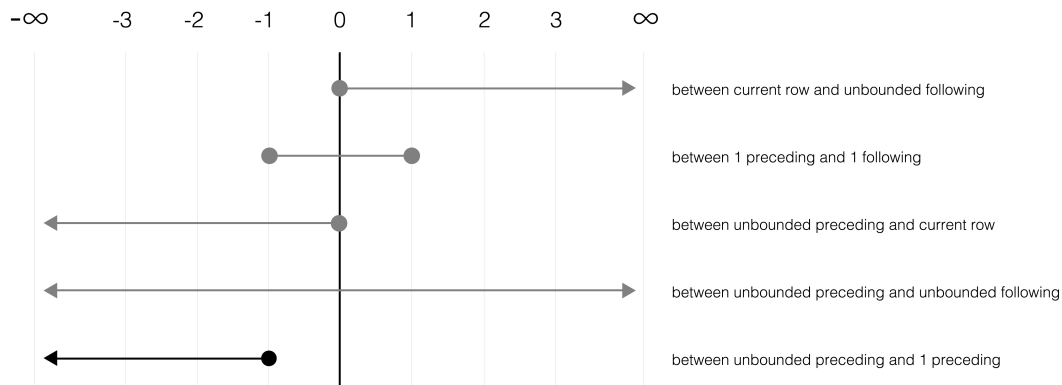 -∞ -3 -2 -1 0 1 2 3 ∞
between current row and unbounded following
between 1 preceding and 1 following
between unbounded preceding and current row
between unbounded preceding and unbounded following
between unbounded preceding and 1 preceding